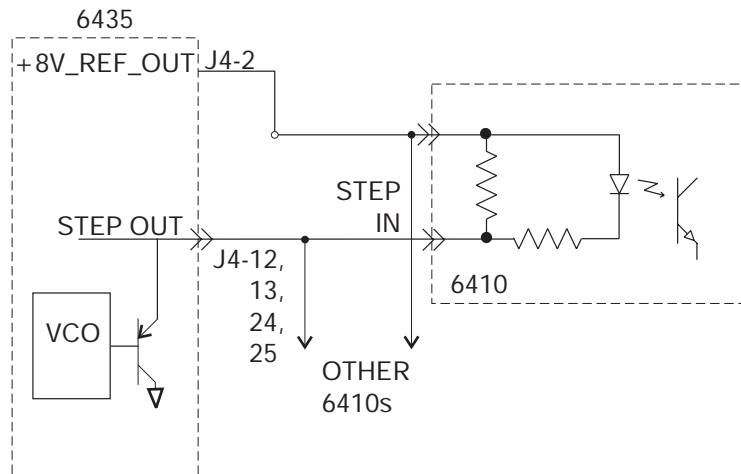 6435
+8V_REF_OUT
J4-2
STEP
IN
STEP OUT
J4-12,
13,
24,
25
6410
VCO
OTHER
6410s